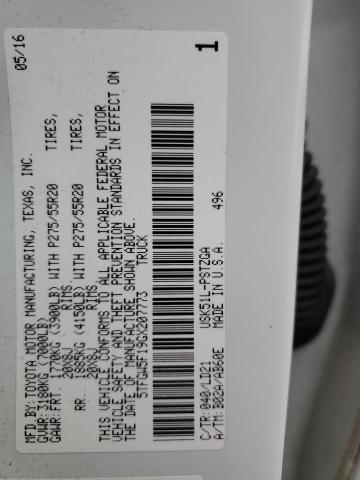 MFD.BY:TOYOTA MOTOR MANUFACTURING, TEXAS, INC. 05/16
GVWR:3180KG (7000LB)
GAWR:FRT 1770KG (3900LB) WITH P275/55R20 TIRES,
20X8J RIMS
RR. 1885KG (4150LB) WITH P275/55R20 TIRES,
20X8J RIMS
THIS VEHICLE CONFORMS TO ALL APPLICABLE FEDERAL MOTOR
VEHICLE SAFETY AND THEFT PREVENTION STANDARDS IN EFFECT ON
THE DATE OF MANUFACTURE SHOWN ABOVE.
5TFGW5F19GX207773 TRUCK
1
C/TR:040/LD21 USK51L-PSTZGA
A/TM:B02A/AB60E MADE IN U.S.A. 496